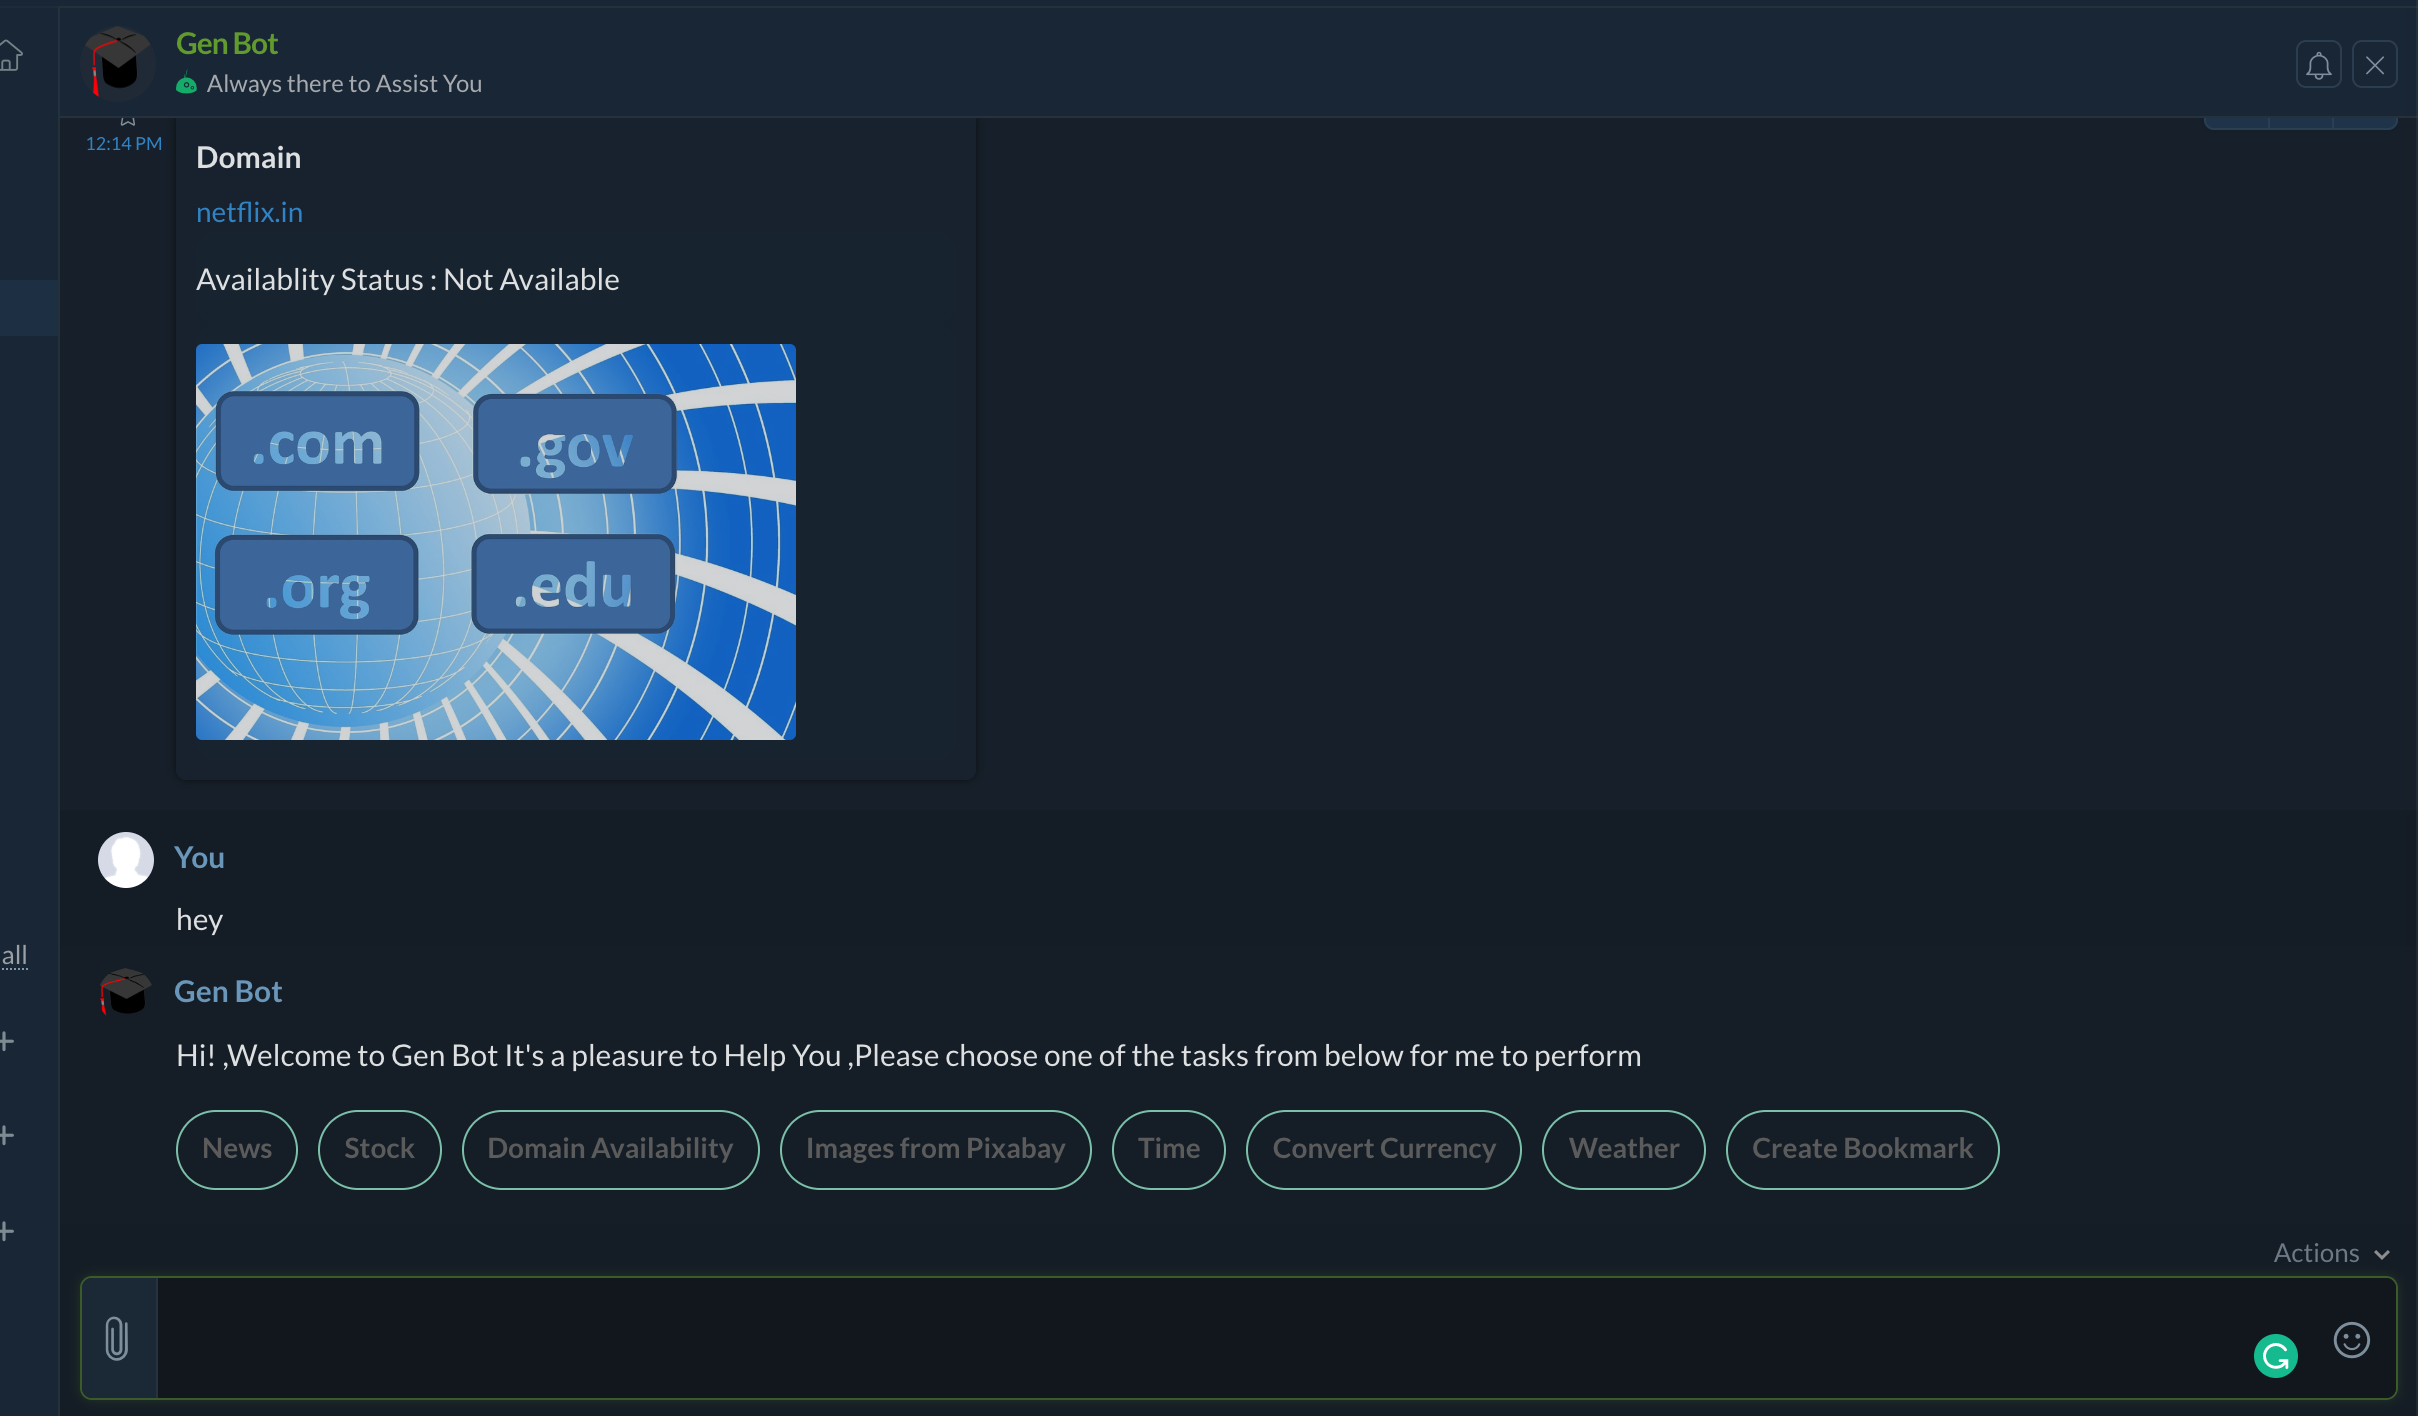 Gen Bot
Always there to Assist You
12:14 PM
Domain
netflix.in
Availablity Status : Not Available
.com
.gov
.org
.edu
You
hey
all
Gen Bot
Hi! ,Welcome to Gen Bot It's a pleasure to Help You ,Please choose one of the tasks from below for me to perform
News
Stock
Domain Availability
Images from Pixabay
Time
Convert Currency
Weather
Create Bookmark
Actions